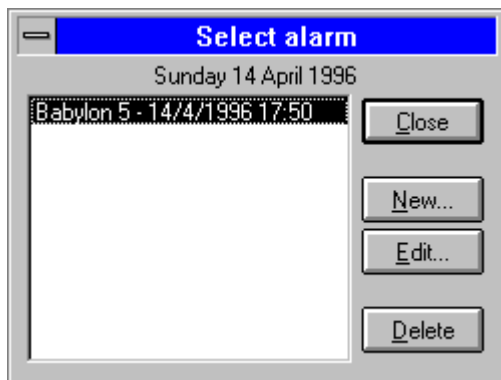 Select alarm
Sunday 14 April 1996
Babylon 5 - 14/4/1996 17:50
Close
New...
Edit...
Delete